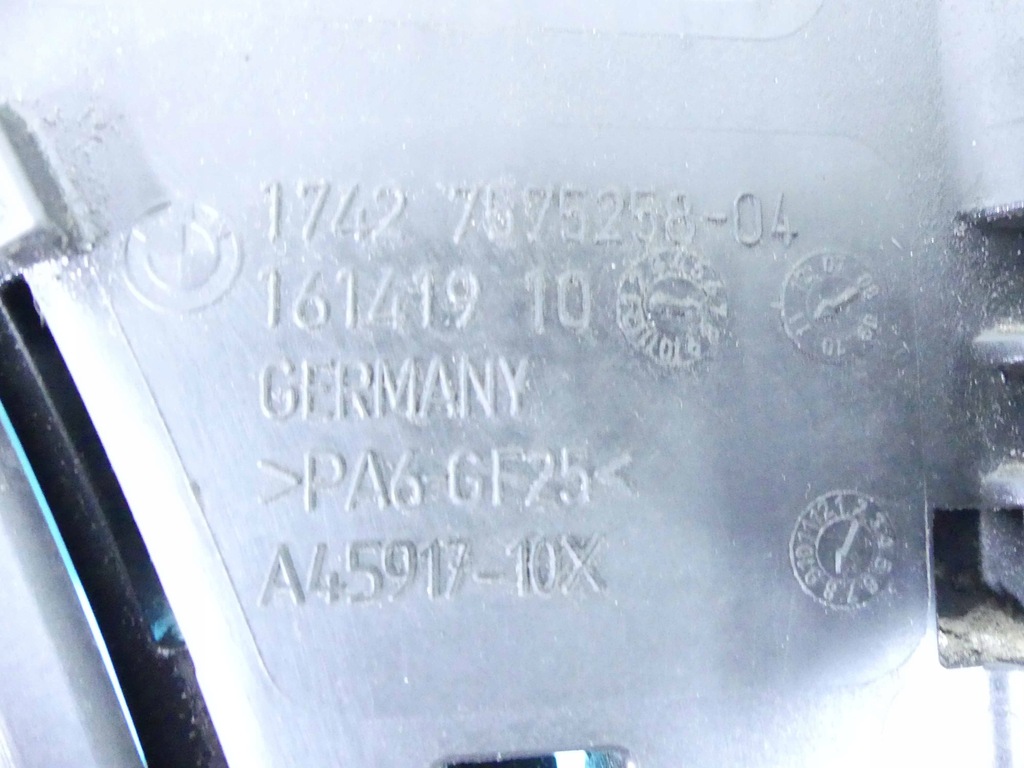 1742 7575258-04
161419 10
GERMANY
>PA6 GF25<
A45917-10X